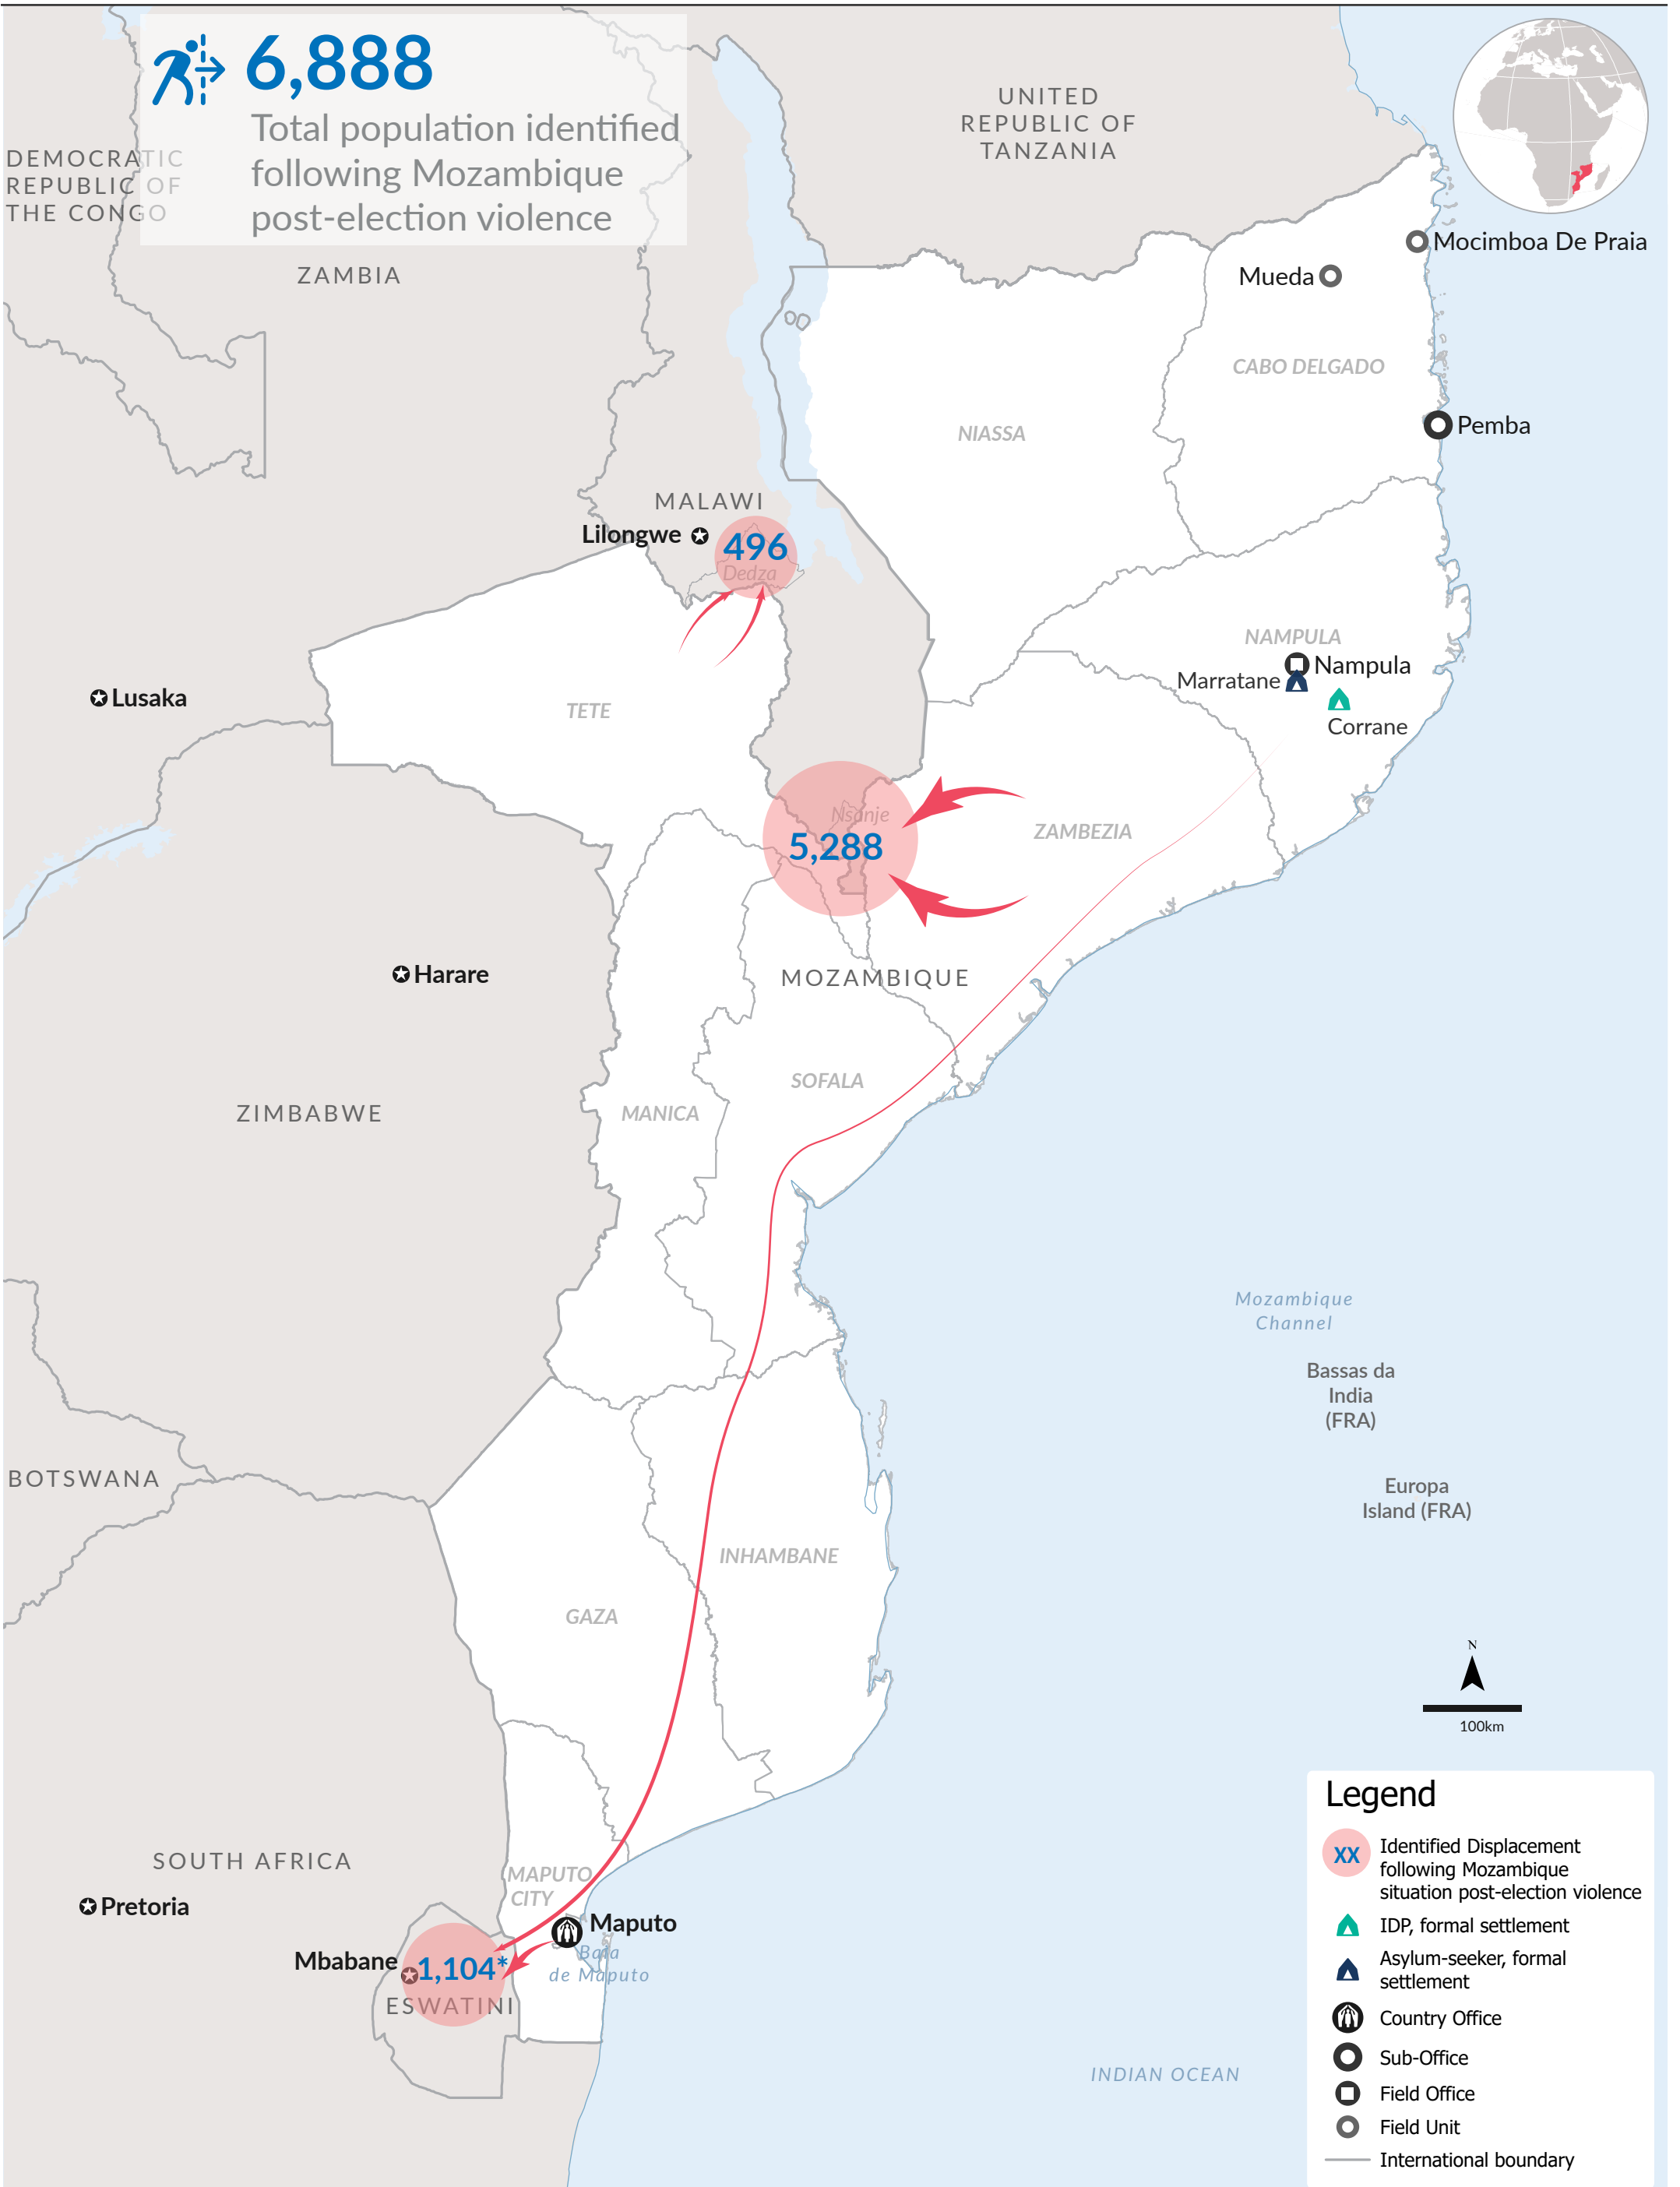 6,888
Total population identified
following Mozambique
post-election violence
DEMOCRATIC
REPUBLIC OF
THE CONGO
ZAMBIA
UNITED
REPUBLIC OF
TANZANIA
Mocimboa De Praia
Mueda
CABO DELGADO
Pemba
NIASSA
MALAWI
Lilongwe
496
Dedza
NAMPULA
Nampula
Marratane
Corrane
Lusaka
TETE
Nsanje
5,288
ZAMBEZIA
Harare
MOZAMBIQUE
SOFALA
MANICA
ZIMBABWE
Mozambique
Channel
Bassas da
India
(FRA)
Europa
Island (FRA)
BOTSWANA
INHAMBANE
GAZA
N
100km
SOUTH AFRICA
Pretoria
MAPUTO
CITY
Maputo
Baia
de Maputo
Mbabane
1,104*
ESWATINI
INDIAN OCEAN
Legend
XX
Identified Displacement
following Mozambique
situation post-election violence
IDP, formal settlement
Asylum-seeker, formal
settlement
Country Office
Sub-Office
Field Office
Field Unit
International boundary